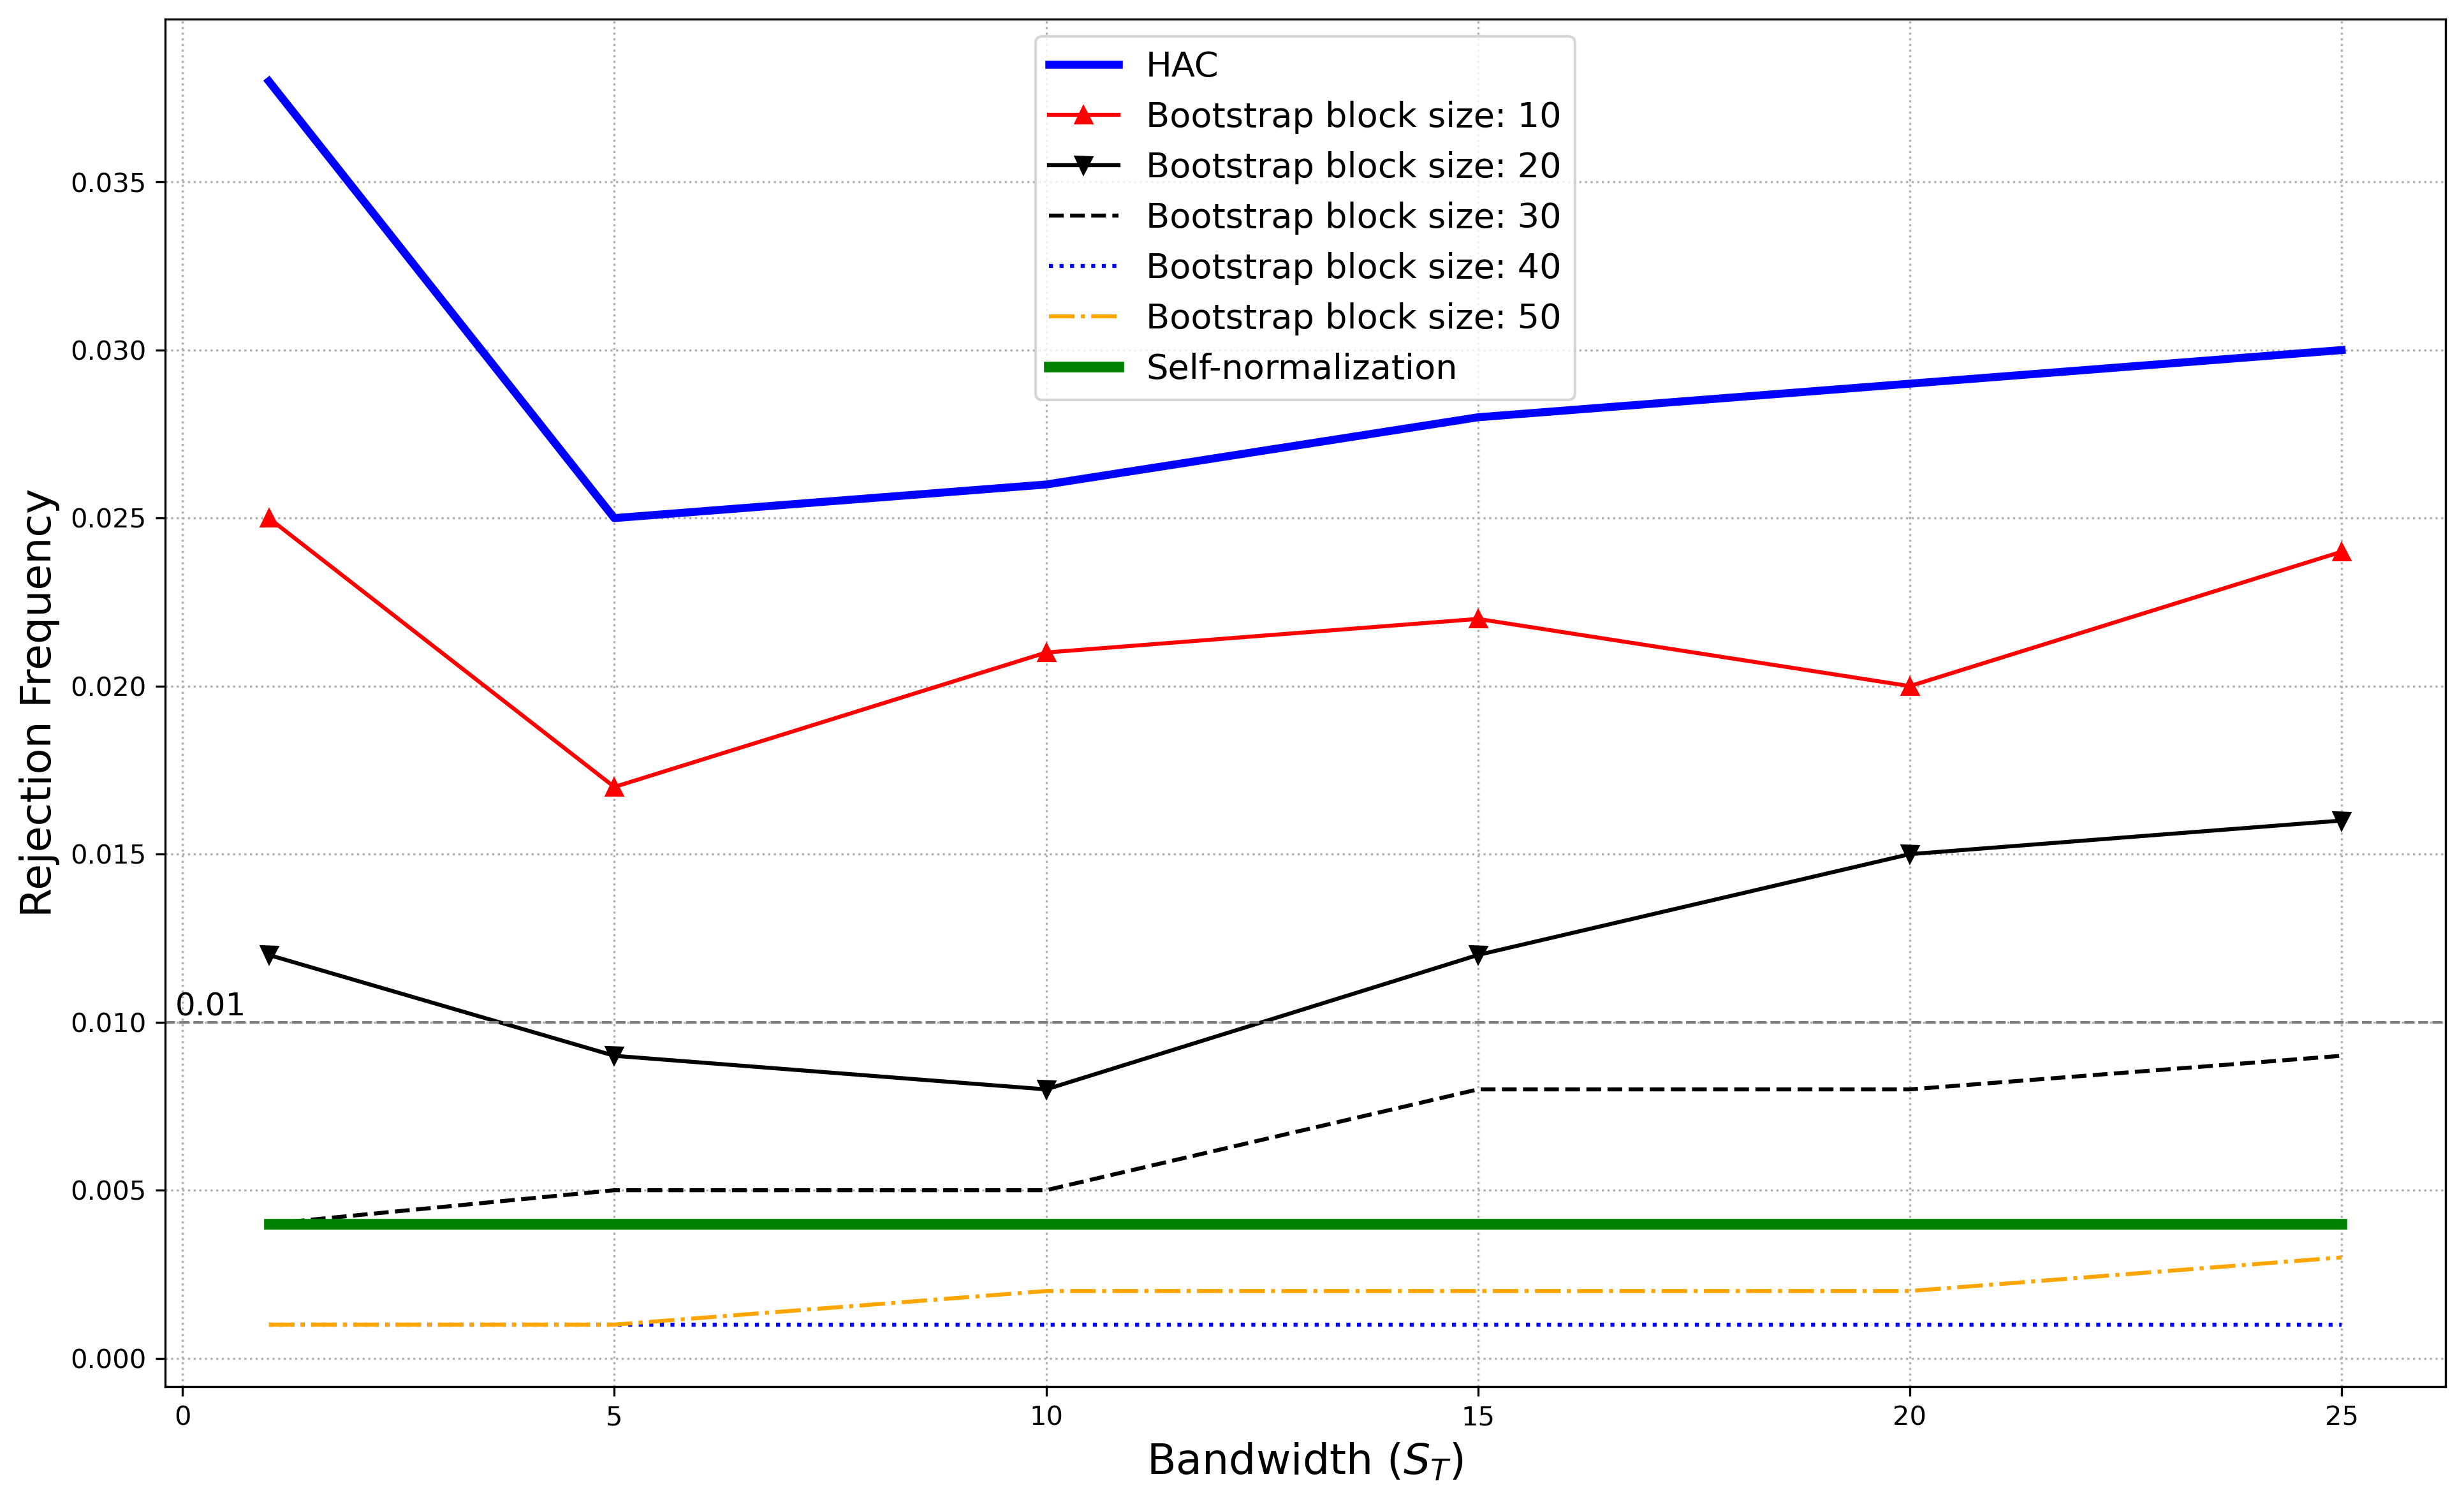 HAC
Bootstrap block size: 10
Bootstrap block size: 20
Bootstrap block size: 30
Bootstrap block size: 40
Bootstrap block size: 50
Self-normalization
Rejection Frequency
0.035
0.030
0.025
0.020
0.015
0.01
0.010
0.005
0.000
0 5 10 15 20 25
Bandwidth (S_T)